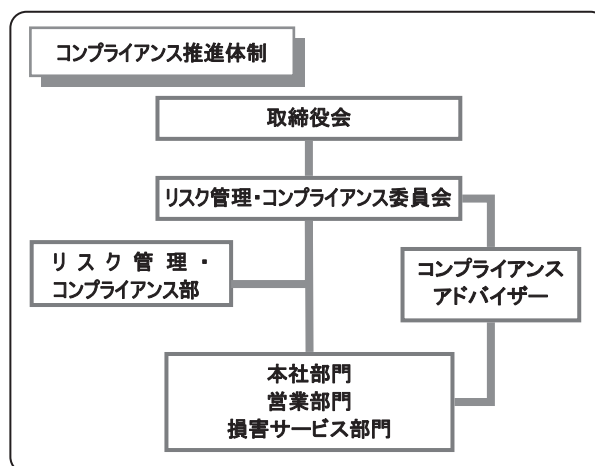 コンプライアンス推進体制
取締役会
リスク管理・コンプライアンス委員会
リスク管理・
コンプライアンス部
コンプライアンス
アドバイザー
本社部門
営業部門
損害サービス部門